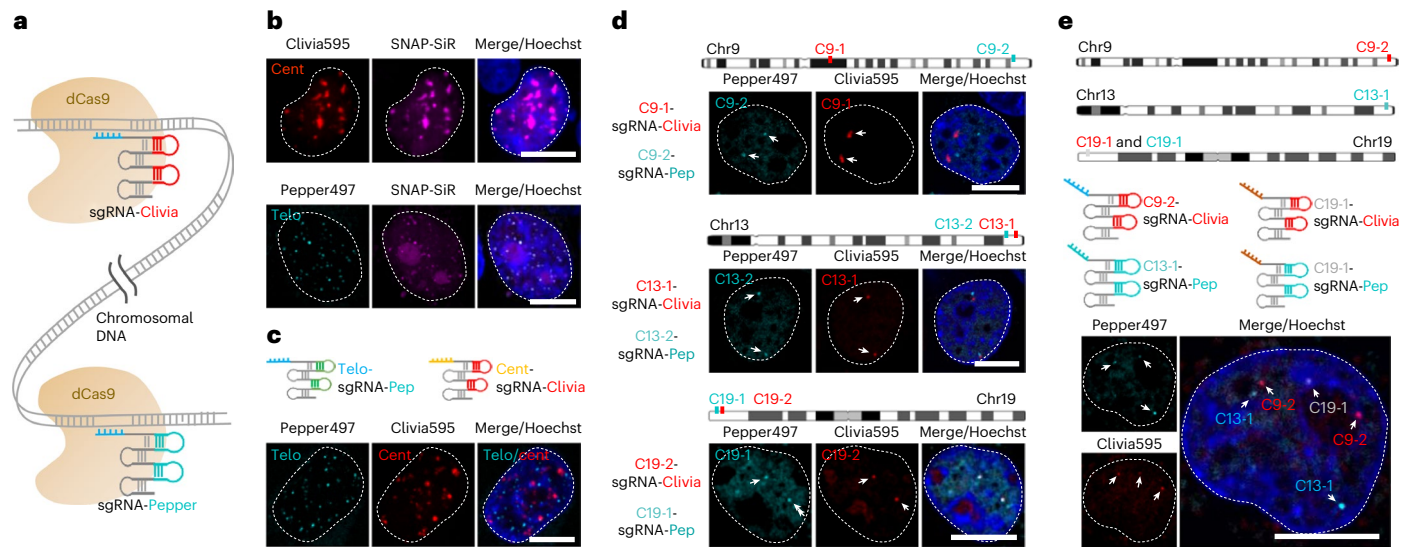 a
dCas9
sgRNA-Clivia
Chromosomal
DNA
dCas9
sgRNA-Pepper
b
Clivia595 SNAP-SiR Merge/Hoechst
Cent
Pepper497 SNAP-SiR Merge/Hoechst
Telo
c
Telo-
sgRNA-Pep
Cent-
sgRNA-Clivia
Pepper497 Clivia595 Merge/Hoechst
Telo Cent Telo/cent
d
Chr9 C9-1 C9-2
Pepper497 Clivia595 Merge/Hoechst
C9-1-
sgRNA-Clivia
C9-2-
sgRNA-Pep
C9-2 C9-1
Chr13 C13-2 C13-1
Pepper497 Clivia595 Merge/Hoechst
C13-1-
sgRNA-Clivia
C13-2-
sgRNA-Pep
C13-2 C13-1
C19-1 C19-2 Chr19
Pepper497 Clivia595 Merge/Hoechst
C19-2-
sgRNA-Clivia
C19-1-
sgRNA-Pep
C19-1 C19-2
e
Chr9 C9-2
Chr13 C13-1
C19-1 and C19-1 Chr19
C9-2-
sgRNA-Clivia
C19-1-
sgRNA-Clivia
C13-1-
sgRNA-Pep
C19-1-
sgRNA-Pep
Pepper497 Merge/Hoechst
Clivia595
C13-1 C9-2 C19-1
C9-2
C13-1